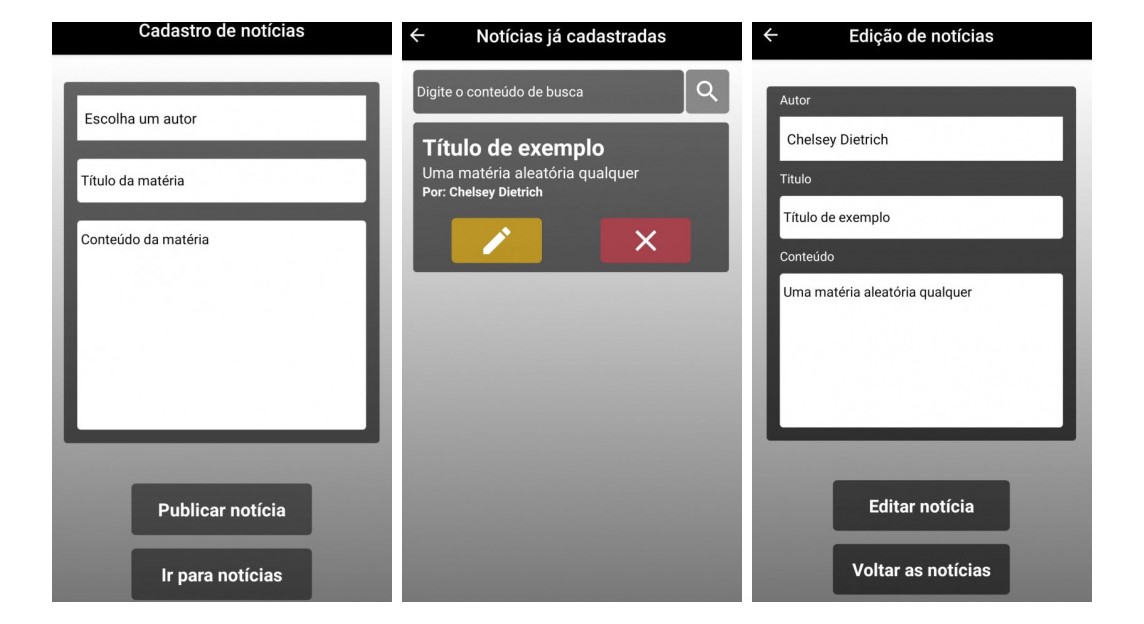 Cadastro de notícias
Escolha um autor
Título da matéria
Conteúdo da matéria
Publicar notícia
Ir para notícias
Notícias já cadastradas
Digite o conteúdo de busca
Título de exemplo
Uma matéria aleatória qualquer
Por: Chelsey Dietrich
Edição de notícias
Autor
Chelsey Dietrich
Titulo
Título de exemplo
Conteúdo
Uma matéria aleatória qualquer
Editar notícia
Voltar as notícias